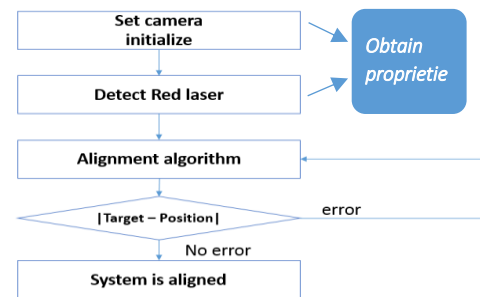 Set camera
initialize
Obtain
proprietie
Detect Red laser
Alignment algorithm
|Target – Position|
error
No error
System is aligned